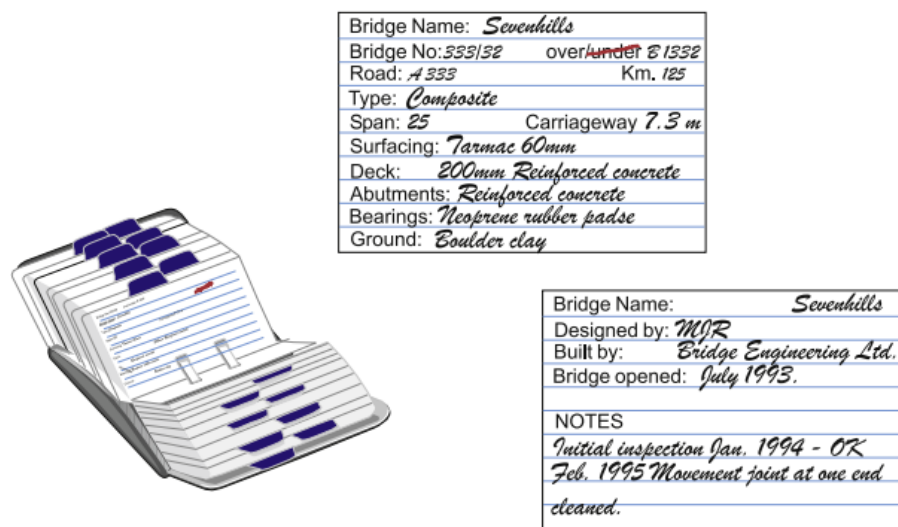 Bridge Name: Sevenhills
Bridge No:333/32 over/under B1332
Road: A333 Km. 125
Type: Composite
Span: 25 Carriageway 7.3 m
Surfacing: Tarmac 60mm
Deck: 200mm Reinforced concrete
Abutments: Reinforced concrete
Bearings: Neoprene rubber padse
Ground: Boulder clay
Bridge Name: Sevenhills
Designed by: MJR
Built by: Bridge Engineering Ltd.
Bridge opened: July 1993.
NOTES
Initial inspection Jan. 1994 - OK
Feb. 1995 Movement joint at one end
cleaned.